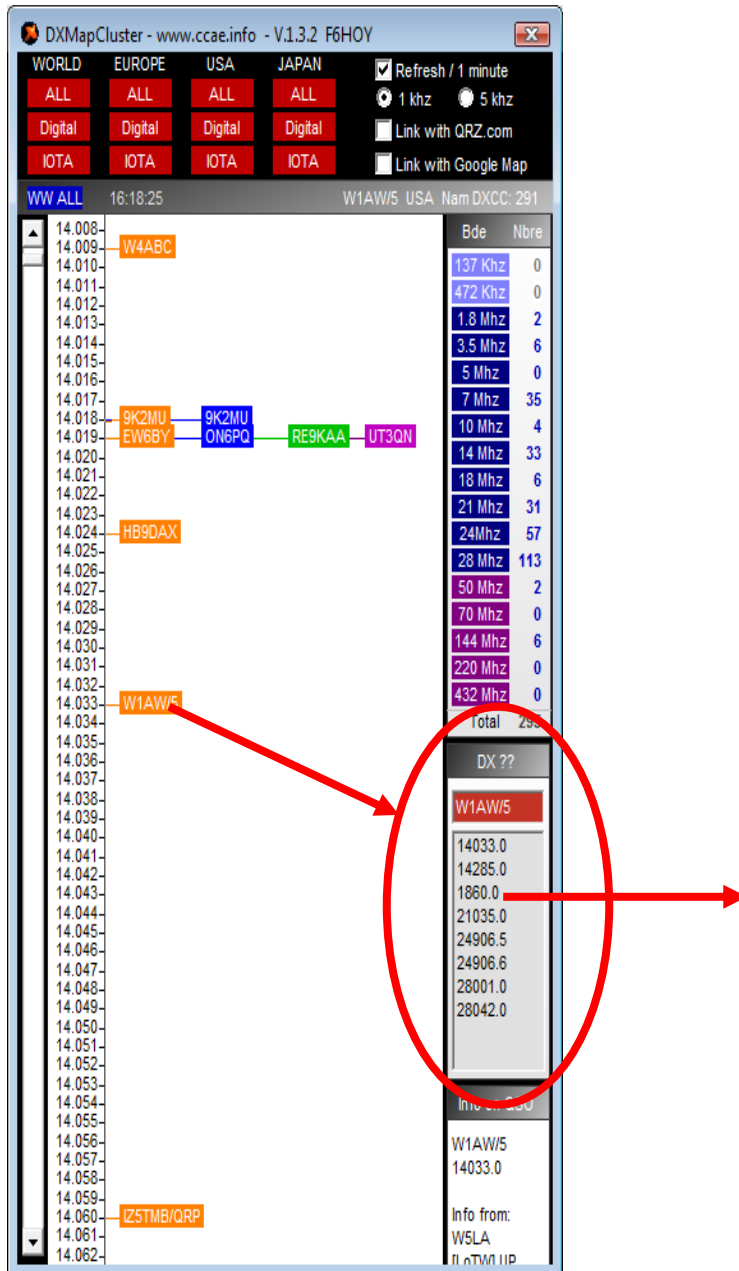 DXMapCluster - www.ccae.info - V.1.3.2 F6HOY
WORLD EUROPE USA JAPAN
ALL ALL ALL ALL
Digital Digital Digital Digital
IOTA IOTA IOTA IOTA
Refresh / 1 minute
1 khz 5 khz
Link with QRZ.com
Link with Google Map
WW ALL 16:18:25 W1AW/5 USA Nam DXCC: 291
14.008
14.009 W4ABC
14.010
14.011
14.012
14.013
14.014
14.015
14.016
14.017
14.018 9K2MU 9K2MU
14.019 EW6BY ON6PQ RE9KAA UT3QN
14.020
14.021
14.022
14.023
14.024 HB9DAX
14.025
14.026
14.027
14.028
14.029
14.030
14.031
14.032
14.033 W1AW/5
14.034
14.035
14.036
14.037
14.038
14.039
14.040
14.041
14.042
14.043
14.044
14.045
14.046
14.047
14.048
14.049
14.050
14.051
14.052
14.053
14.054
14.055
14.056
14.057
14.058
14.059
14.060 IZ5TMB/QRP
14.061
14.062
Bde Nbre
137 Khz 0
472 Khz 0
1.8 Mhz 2
3.5 Mhz 6
5 Mhz 0
7 Mhz 35
10 Mhz 4
14 Mhz 33
18 Mhz 6
21 Mhz 31
24Mhz 57
28 Mhz 113
50 Mhz 2
70 Mhz 0
144 Mhz 6
220 Mhz 0
432 Mhz 0
Total 295
DX ??
W1AW/5
14033.0
14285.0
1860.0
21035.0
24906.5
24906.6
28001.0
28042.0
Info on QSO
W1AW/5
14033.0
Info from:
W5LA
[LoTW] UP